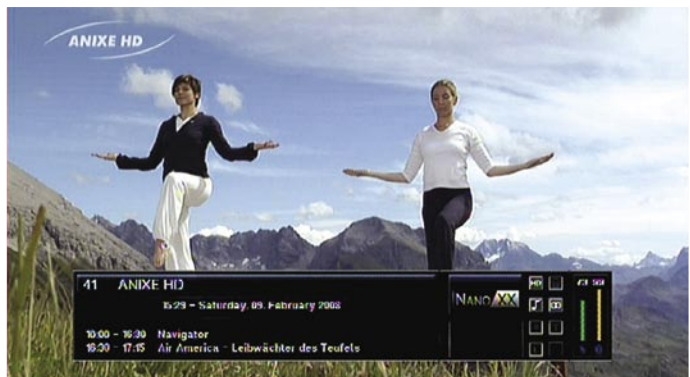 ANIXE HD
41 ANIXE HD
15:29 - Saturday, 09. February 2008
NANO XX
HD
10:00 - 16:30 Navigator
16:30 - 17:15 Air America - Leibwächter des Teufels